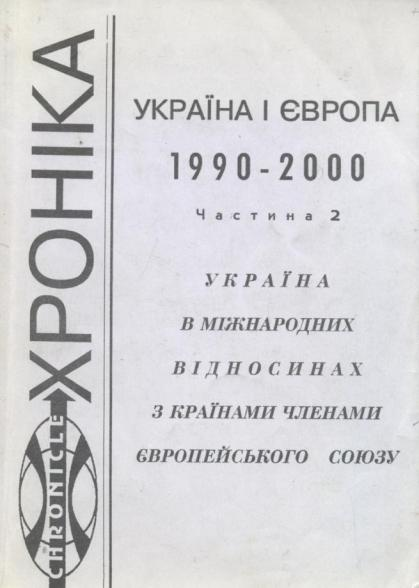 ХРОНІКА
CHRONICLE
УКРАЇНА І ЄВРОПА
1990-2000
Частина 2
УКРАЇНА
В МІЖНАРОДНИХ
ВІДНОСИНАХ
З КРАЇНАМИ ЧЛЕНАМИ
ЄВРОПЕЙСЬКОГО СОЮЗУ